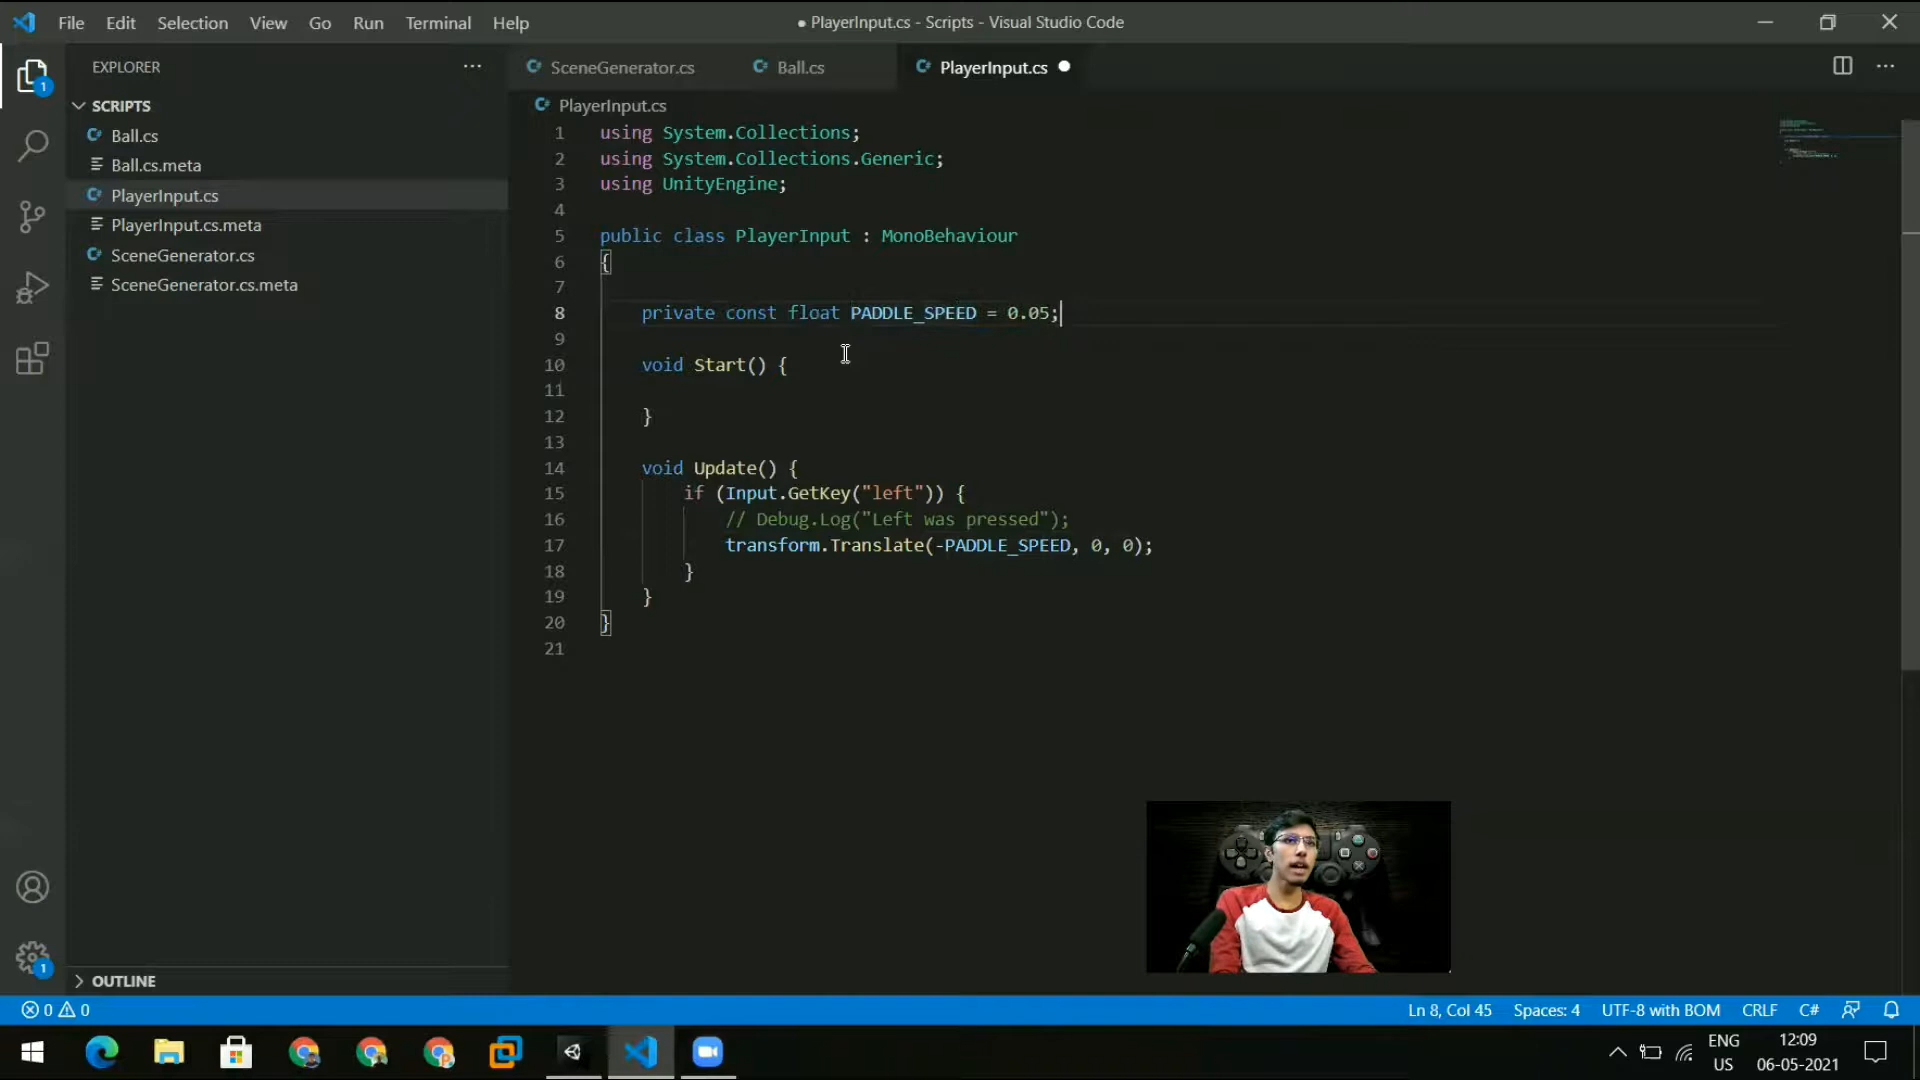 File Edit Selection View Go Run Terminal Help
● PlayerInput.cs - Scripts - Visual Studio Code
EXPLORER
SceneGenerator.cs Ball.cs PlayerInput.cs
SCRIPTS
Ball.cs
Ball.cs.meta
PlayerInput.cs
PlayerInput.cs.meta
SceneGenerator.cs
SceneGenerator.cs.meta
PlayerInput.cs
1 using System.Collections;
2 using System.Collections.Generic;
3 using UnityEngine;
4
5 public class PlayerInput : MonoBehaviour
6 {
7
8 private const float PADDLE_SPEED = 0.05;
9
10 void Start() {
11
12 }
13
14 void Update() {
15 if (Input.GetKey("left")) {
16 // Debug.Log("Left was pressed");
17 transform.Translate(-PADDLE_SPEED, 0, 0);
18 }
19 }
20 }
21
1
1
OUTLINE
0 0 Ln 8, Col 45 Spaces: 4 UTF-8 with BOM CRLF C#
ENG
US
12:09
06-05-2021